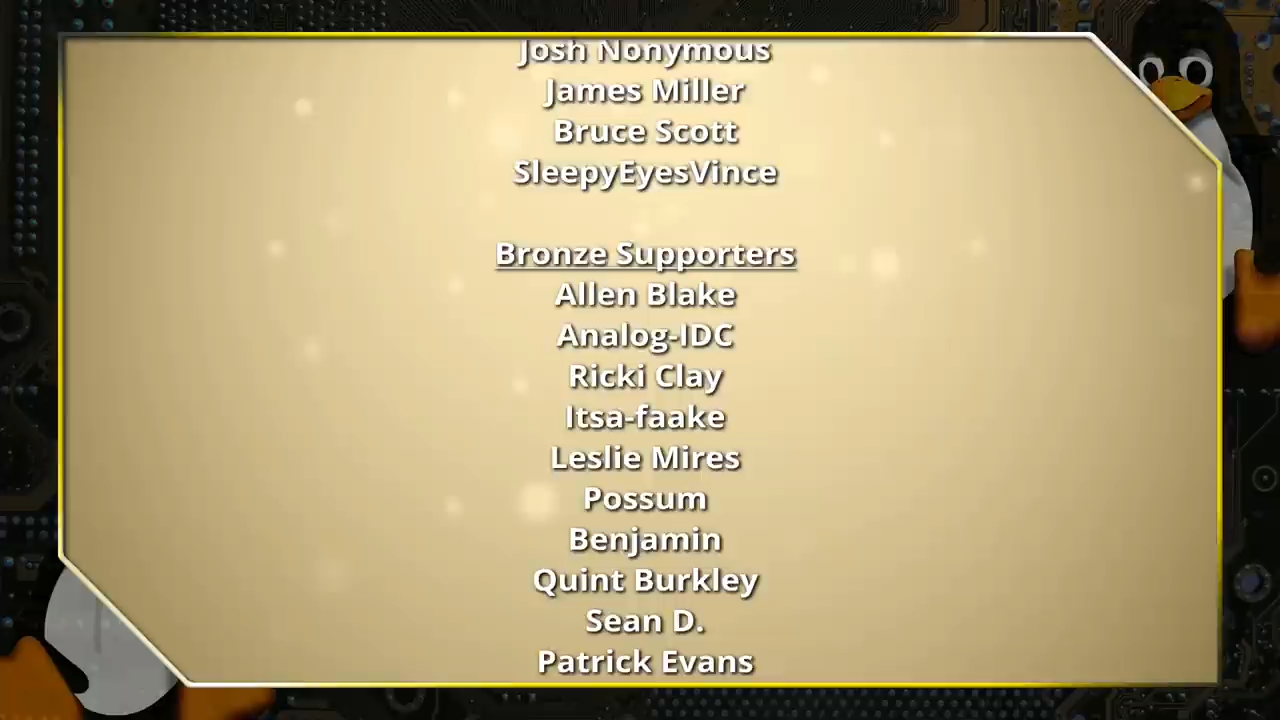 Josh Nonymous
James Miller
Bruce Scott
SleepyEyesVince
Bronze Supporters
Allen Blake
Analog-IDC
Ricki Clay
Itsa-faake
Leslie Mires
Possum
Benjamin
Quint Burkley
Sean D.
Patrick Evans